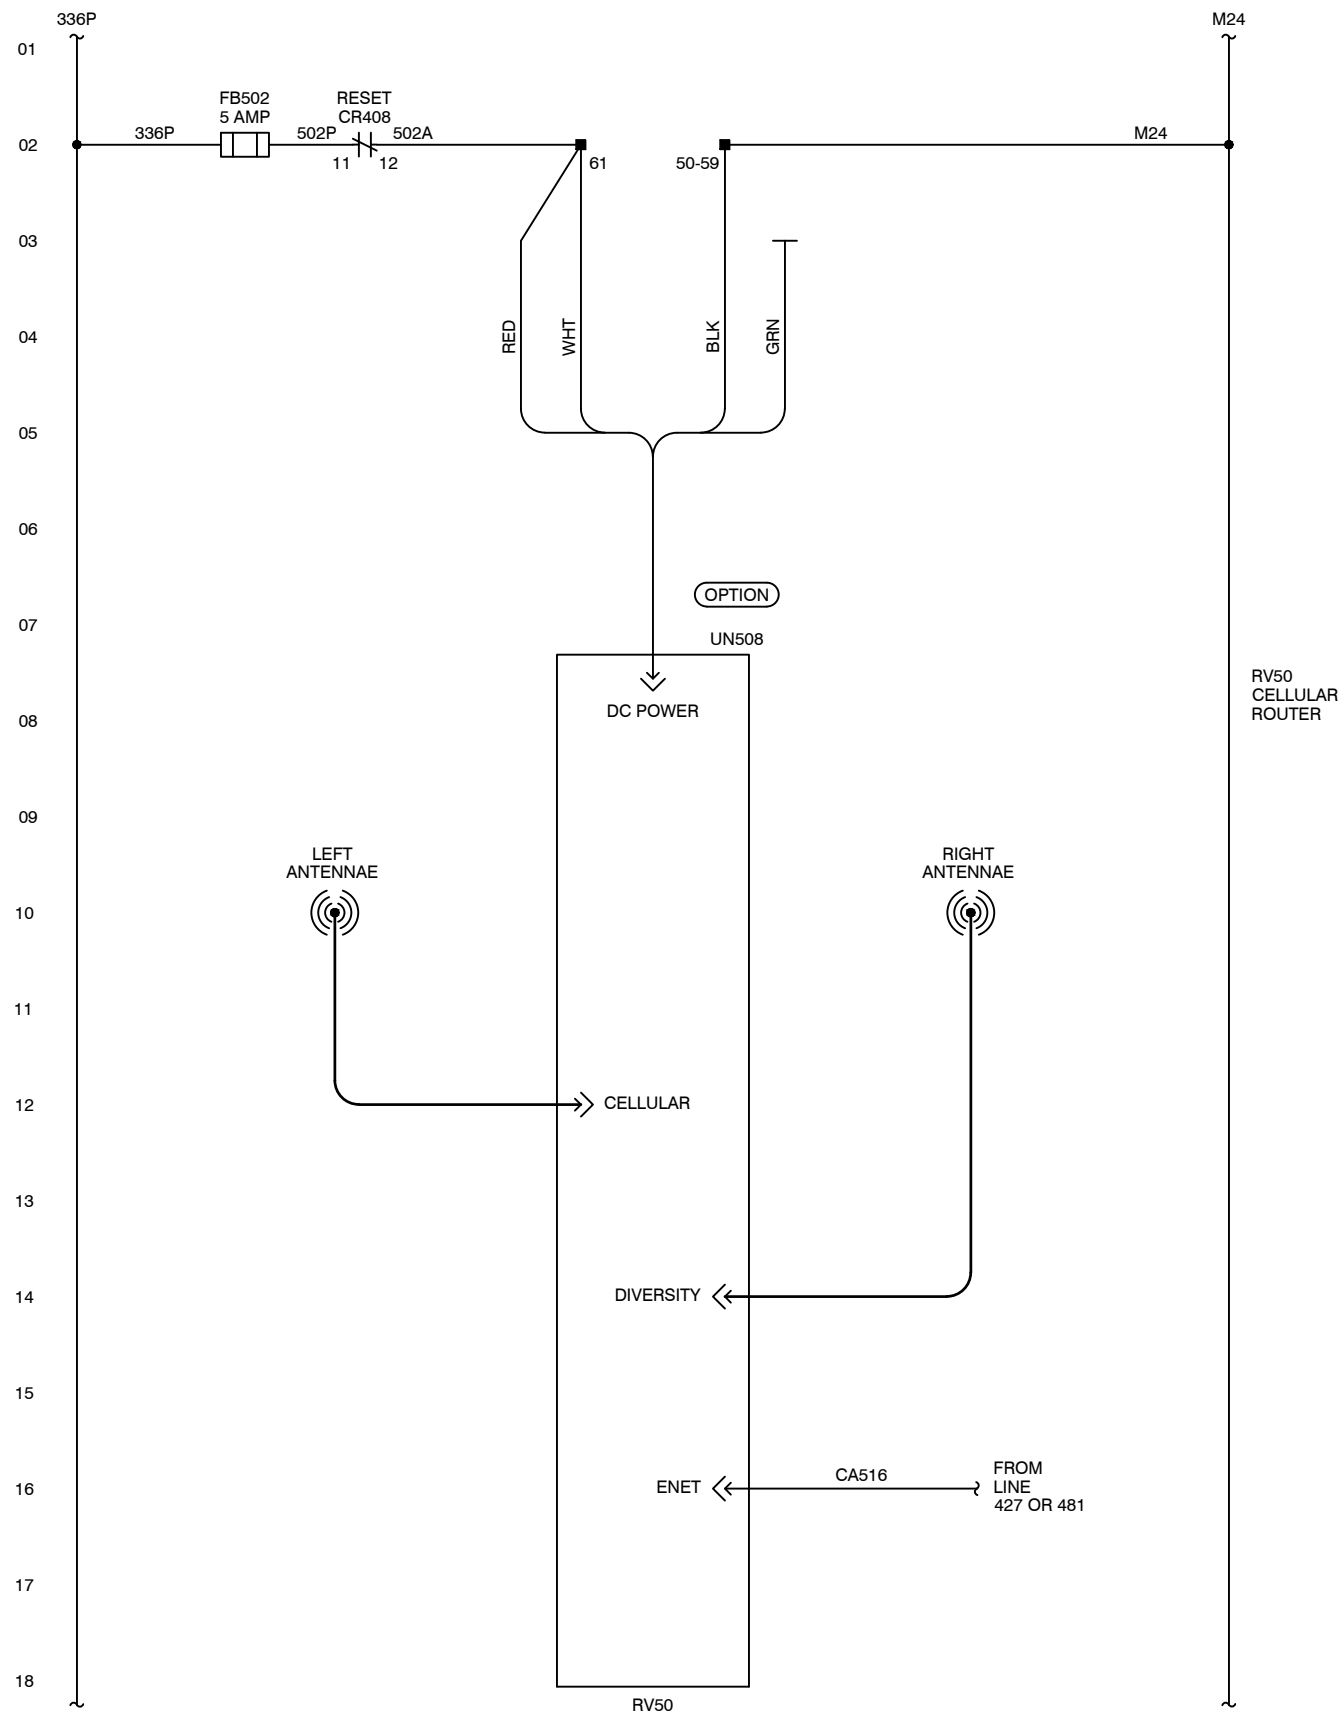 336P
M24
01
FB502
5 AMP
RESET
CR408
02
336P
502P
502A
M24
11
12
61
50-59
03
04
RED
WHT
BLK
GRN
05
06
OPTION
07
UN508
RV50
CELLULAR
ROUTER
DC POWER
08
09
LEFT
ANTENNAE
RIGHT
ANTENNAE
10
11
12
CELLULAR
13
14
DIVERSITY
15
16
ENET
CA516
FROM
LINE
427 OR 481
17
18
RV50